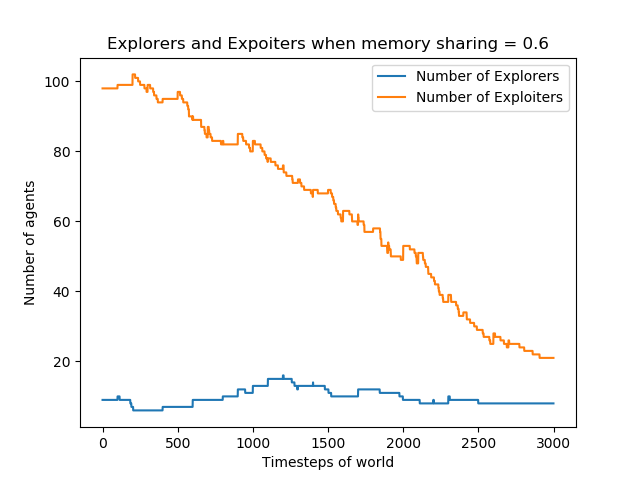 Explorers and Expoiters when memory sharing = 0.6
Number of Explorers
Number of Exploiters
Number of agents
100
80
60
40
20
0 500 1000 1500 2000 2500 3000
Timesteps of world